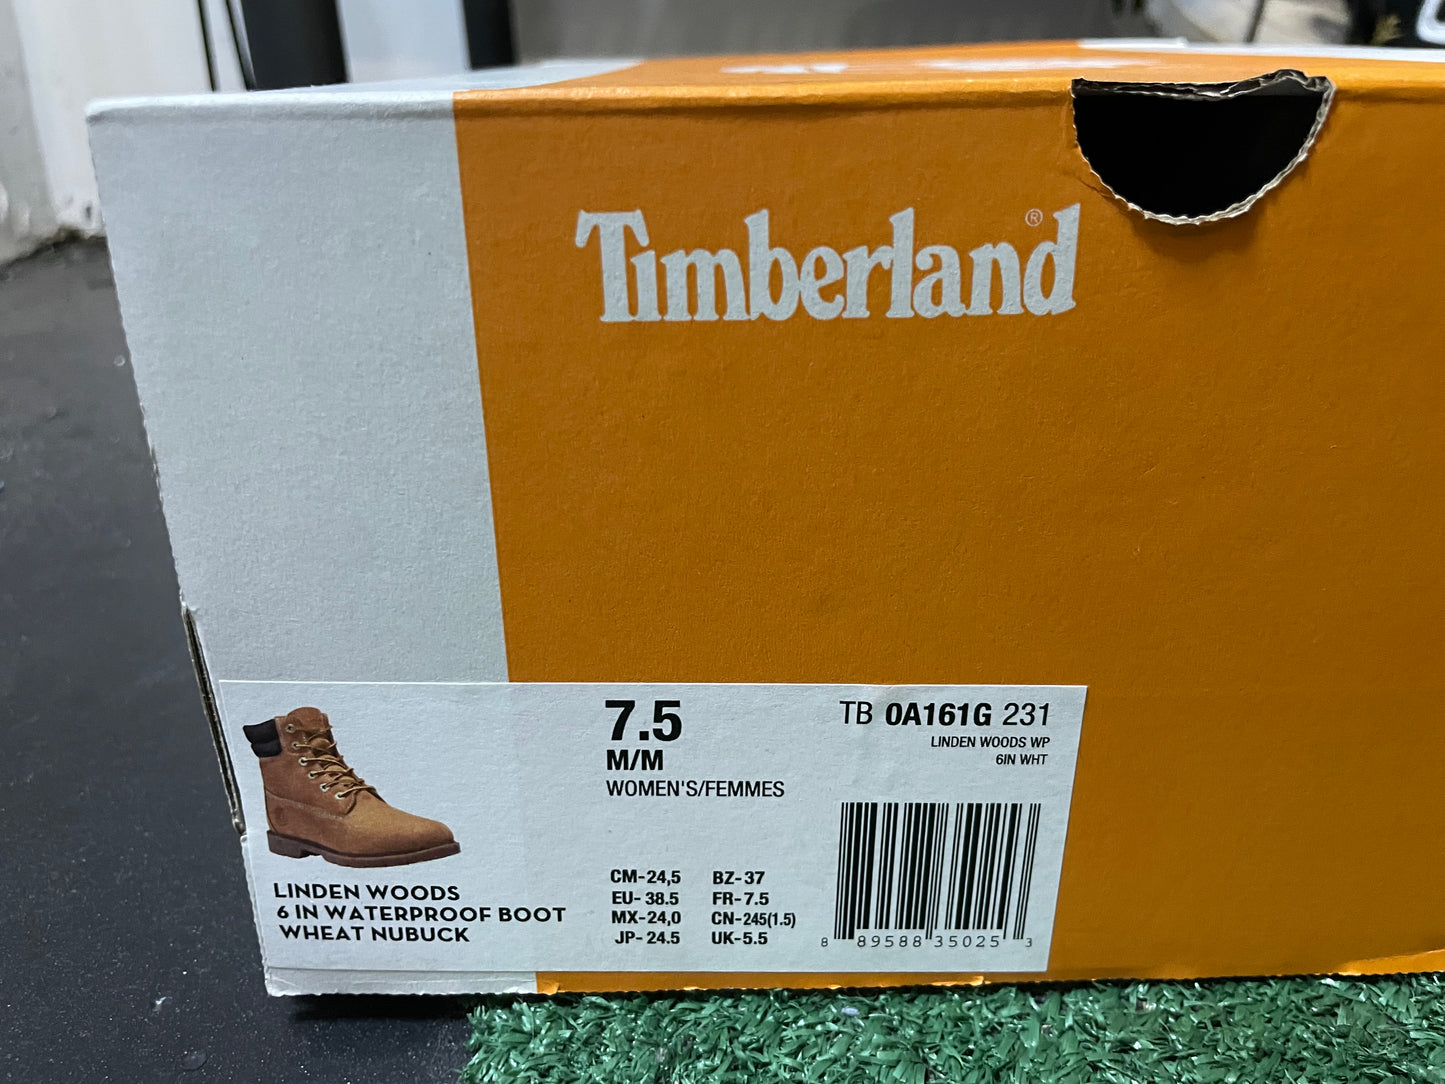 Timberland®
7.5
M/M
WOMEN'S/FEMMES
TB 0A161G 231
LINDEN WOODS WP
6IN WHT
LINDEN WOODS
6 IN WATERPROOF BOOT
WHEAT NUBUCK
CM-24,5 BZ-37
EU-38.5 FR-7.5
MX-24,0 CN-245(1.5)
JP-24.5 UK-5.5
8 89588 35025 3